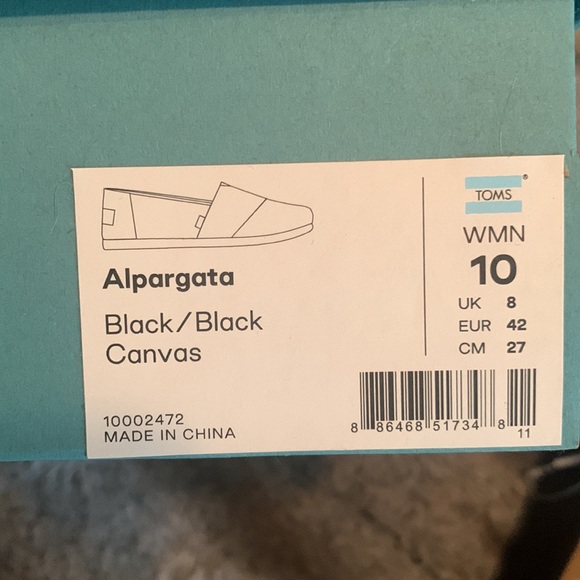 Alpargata
Black/Black
Canvas
10002472
MADE IN CHINA
TOMS®
WMN
10
UK 8
EUR 42
CM 27
8 86468 51734 8
11